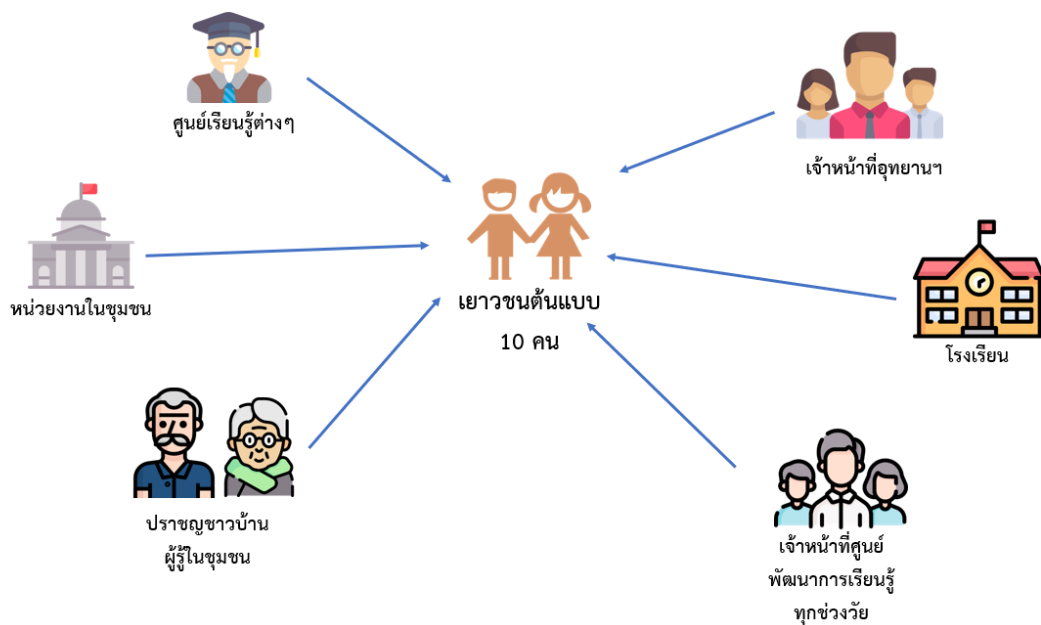 ศูนย์เรียนรู้ต่างๆ
เจ้าหน้าที่อุทยานฯ
หน่วยงานในชุมชน
เยาวชนต้นแบบ
10 คน
โรงเรียน
ปราชญชาวบ้าน
ผู้รู้ในชุมชน
เจ้าหน้าที่ศูนย์
พัฒนาการเรียนรู้
ทุกช่วงวัย